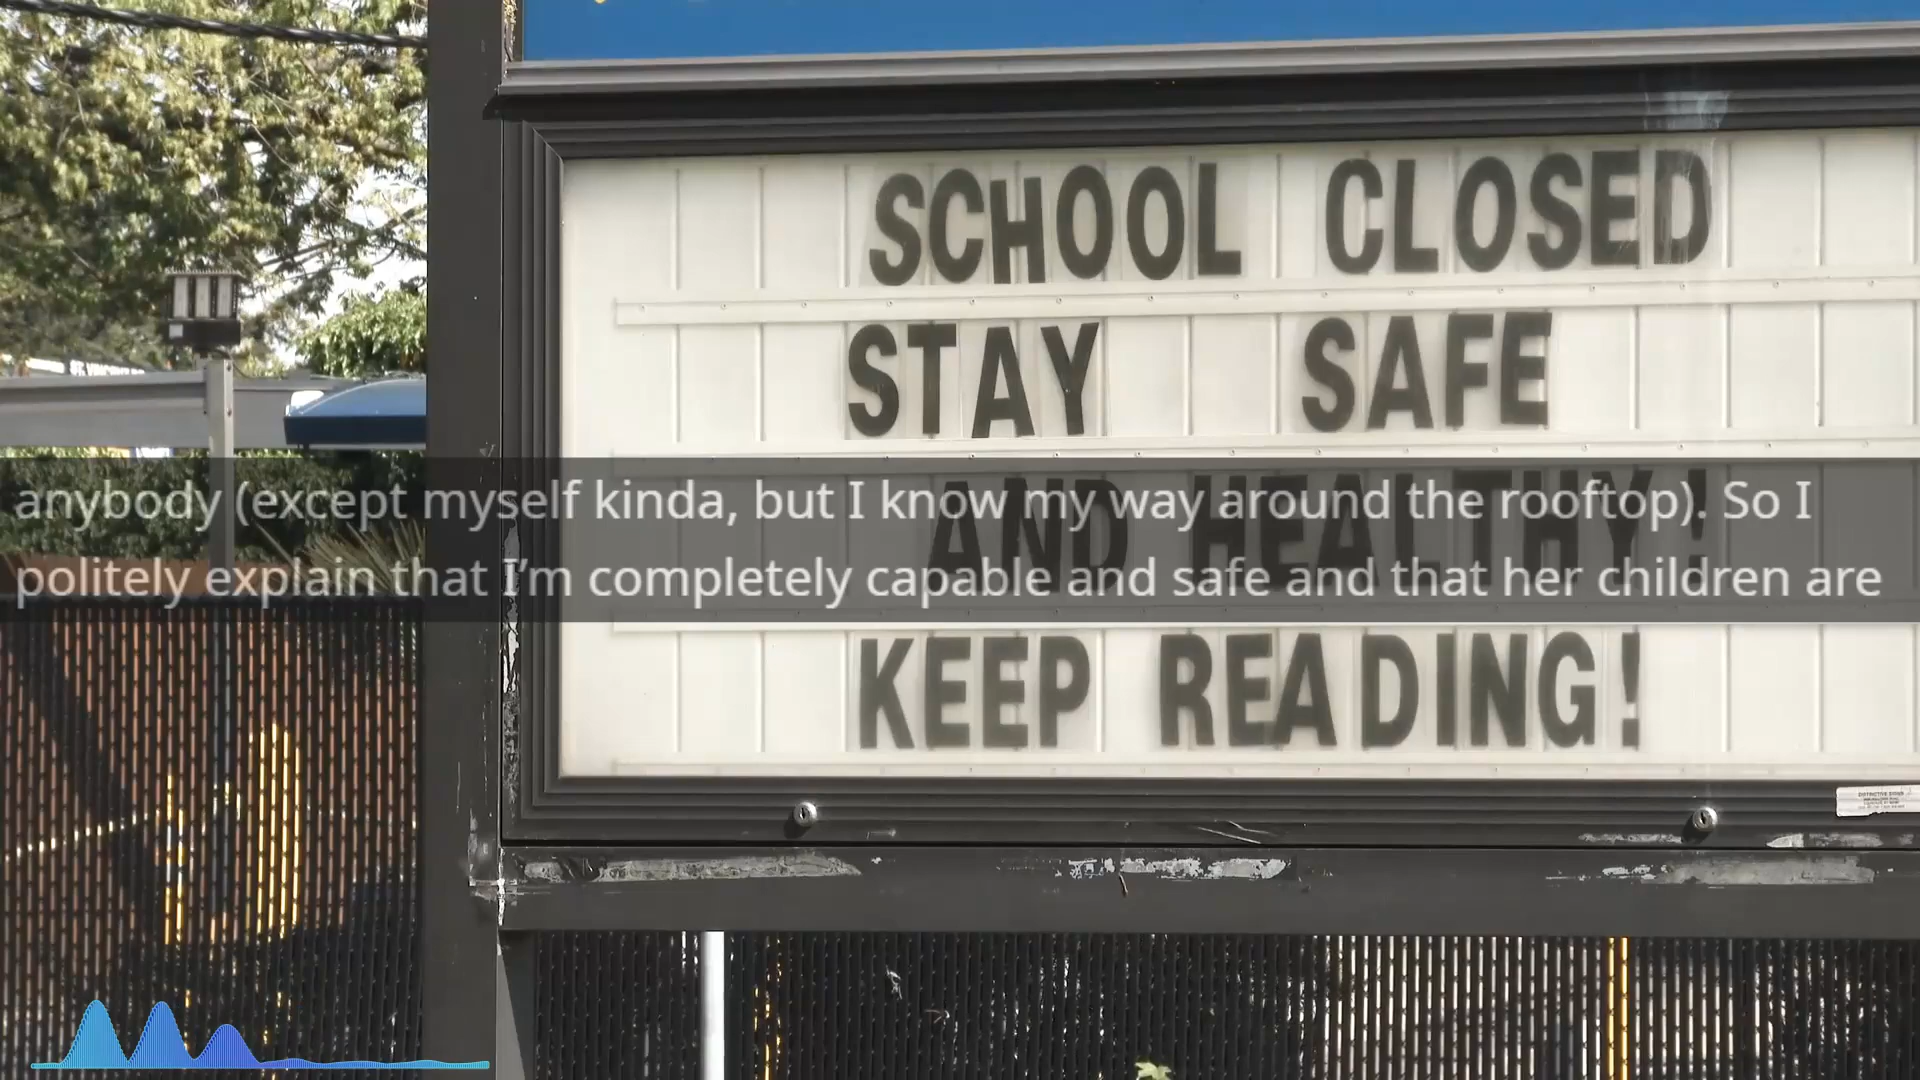 SCHOOL CLOSED
STAY SAFE
AND HEALTHY!
anybody (except myself kinda, but I know my way around the rooftop). So I
politely explain that I'm completely capable and safe and that her children are
KEEP READING!